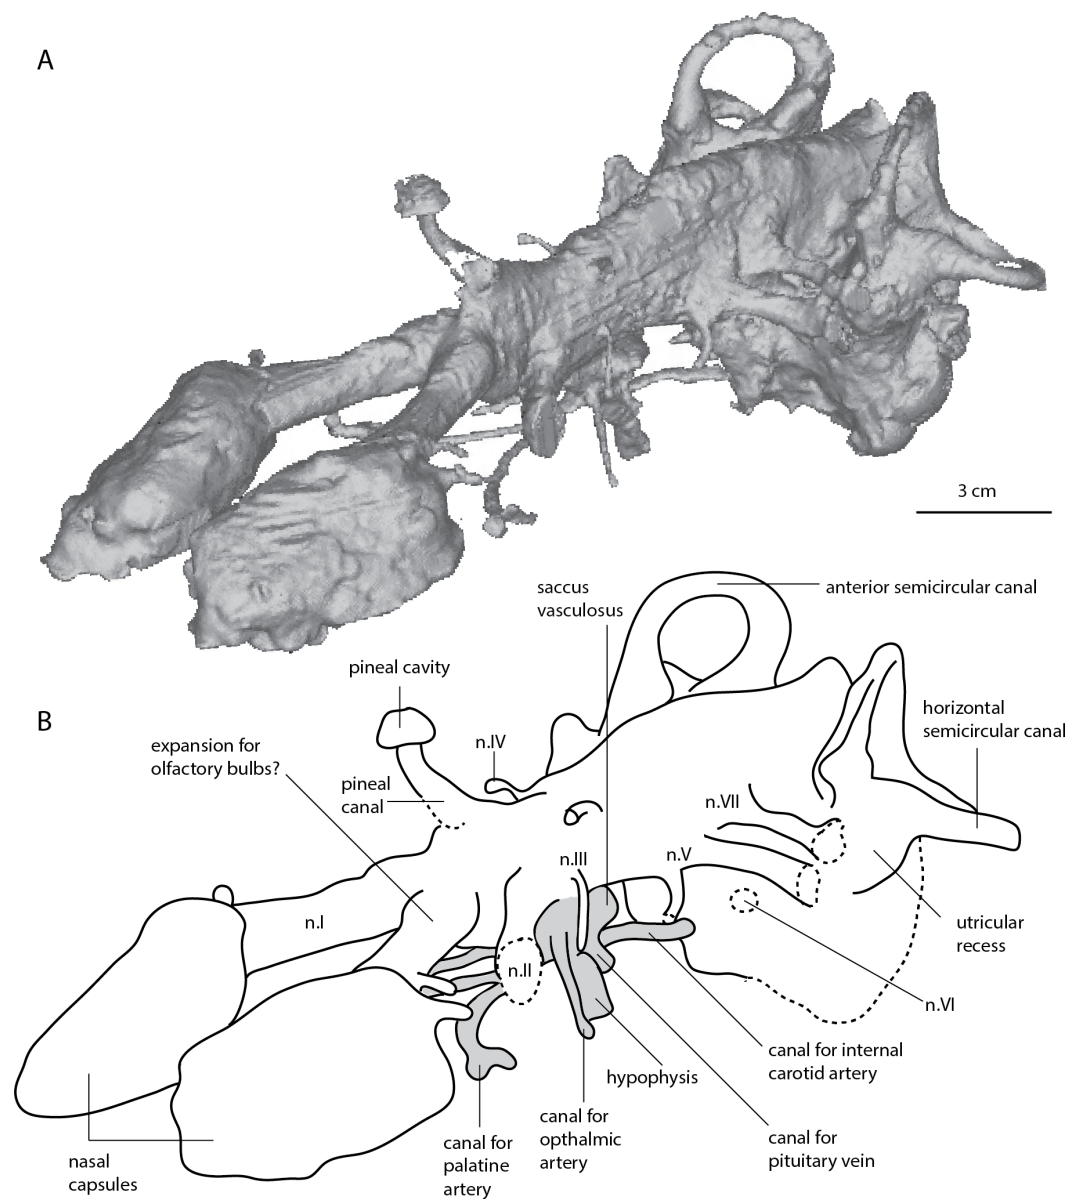 A
3 cm
saccus
vasculosus
anterior semicircular canal
pineal cavity
B
horizontal
semicircular canal
expansion for
olfactory bulbs?
n.IV
pineal
canal
n.VII
n.III
n.V
n.I
utricular
recess
n.II
n.VI
canal for internal
carotid artery
hypophysis
canal for
opthalmic
artery
canal for
pituitary vein
canal for
palatine
artery
nasal
capsules